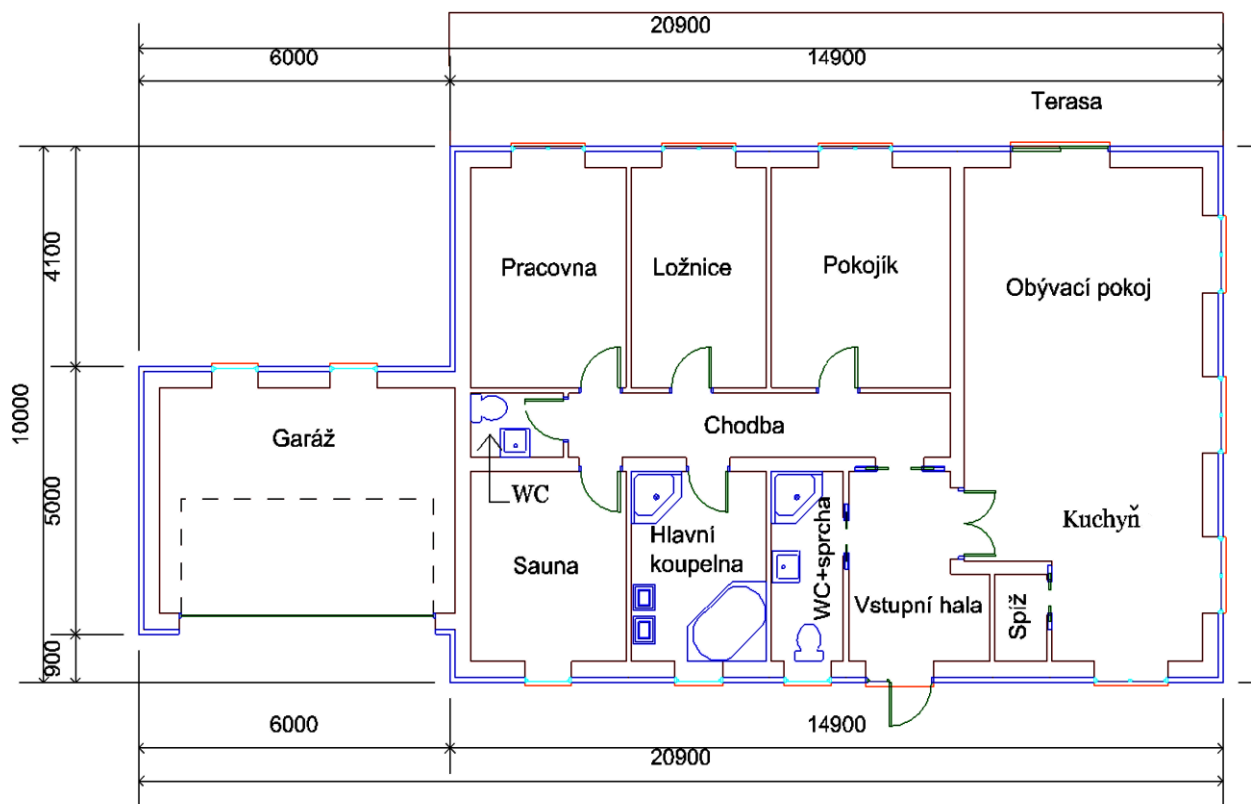 20900
6000
14900
Terasa
4100
10000
5000
900
Pracovna
Ložnice
Pokojík
Obývací pokoj
Garáž
Chodba
WC
Sauna
Hlavní
koupelna
WC+sprcha
Vstupní hala
Spíž
Kuchyň
6000
14900
20900